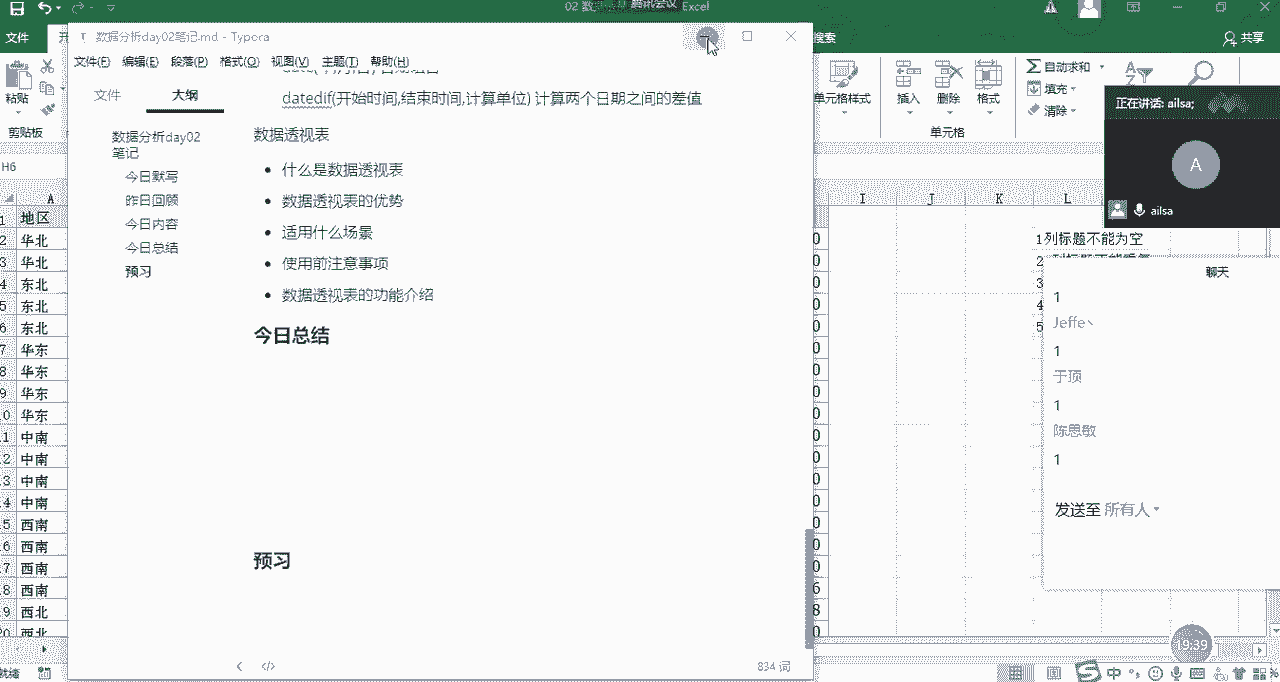 02 数 腾讯会议 Excel
文件
共享
搜索
数据分析day02笔记.md - Typora
文件(F) 编辑(E) 段落(P) 格式(O) 视图(V) 主题(T) 帮助(H)
文件
大纲
数据分析day02
笔记
今日默写
昨日回顾
今日内容
今日总结
预习
datedif(开始时间,结束时间,计算单位) 计算两个日期之间的差值
数据透视表
什么是数据透视表
数据透视表的优势
适用什么场景
使用前注意事项
数据透视表的功能介绍
今日总结
预习
834 词
粘贴
剪贴板
单元格样式
插入
删除
格式
单元格
自动求和
填充
清除
H6
A
I
J
K
L
1 地区
2 华北
3 华北
4 东北
5 东北
6 东北
7 华东
8 华东
9 华东
0 华东
1 中南
2 中南
3 中南
4 中南
5 西南
6 西南
7 西南
8 西南
9 西北
0 西北
1列标题不能为空
2
3
4
5
正在讲话: ailsa;
A
ailsa
聊天
1
Jeffe丶
1
于顶
1
陈思敏
1
发送至 所有人
19:39
就绪
中